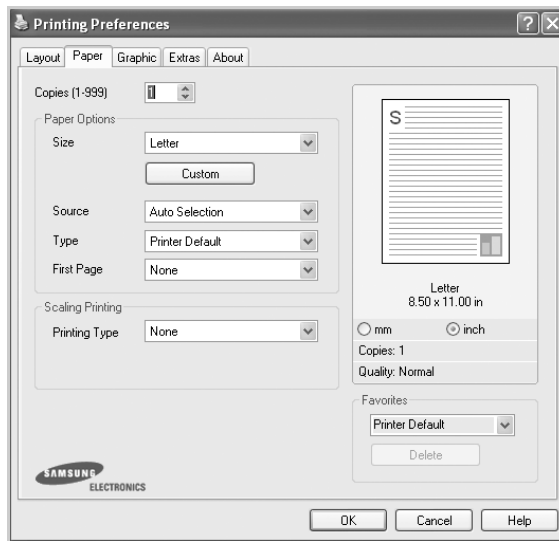 Printing Preferences
Layout Paper Graphic Extras About
Copies (1-999) 1
Paper Options
Size Letter
Custom
Source Auto Selection
Type Printer Default
First Page None
Scaling Printing
Printing Type None
S
Letter
8.50 x 11.00 in
mm inch
Copies: 1
Quality: Normal
Favorites
Printer Default
Delete
SAMSUNG
ELECTRONICS
OK Cancel Help